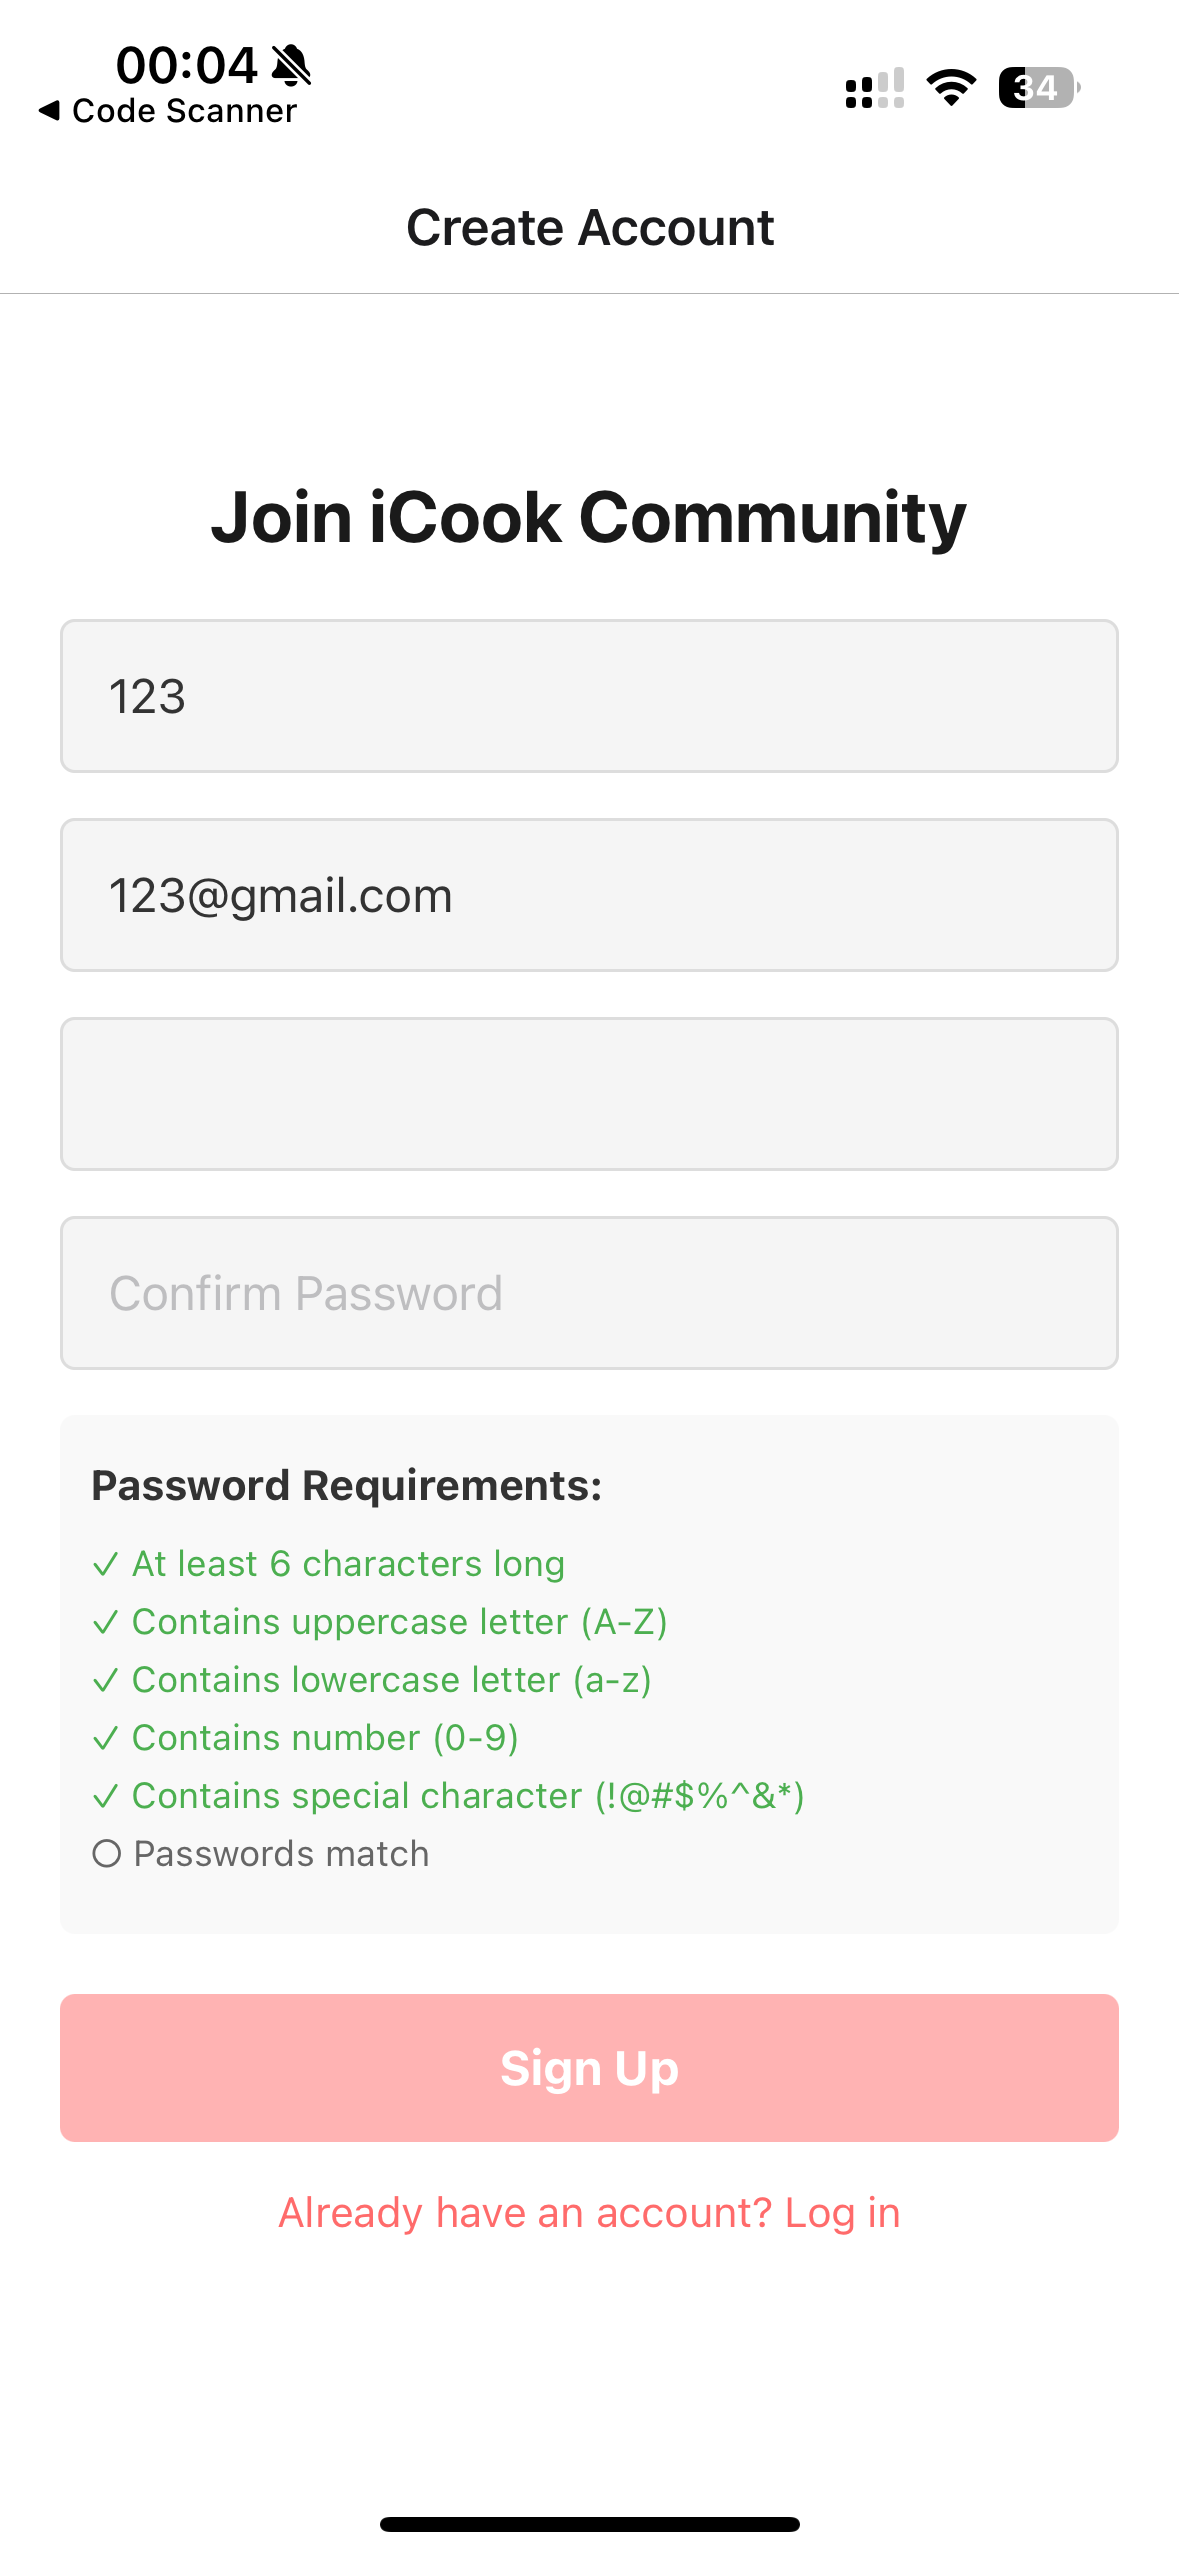 00:04
◀ Code Scanner
34
Create Account
Join iCook Community
123
123@gmail.com
Confirm Password
Password Requirements:
✓ At least 6 characters long
✓ Contains uppercase letter (A-Z)
✓ Contains lowercase letter (a-z)
✓ Contains number (0-9)
✓ Contains special character (!@#$%^&*)
○ Passwords match
Sign Up
Already have an account? Log in